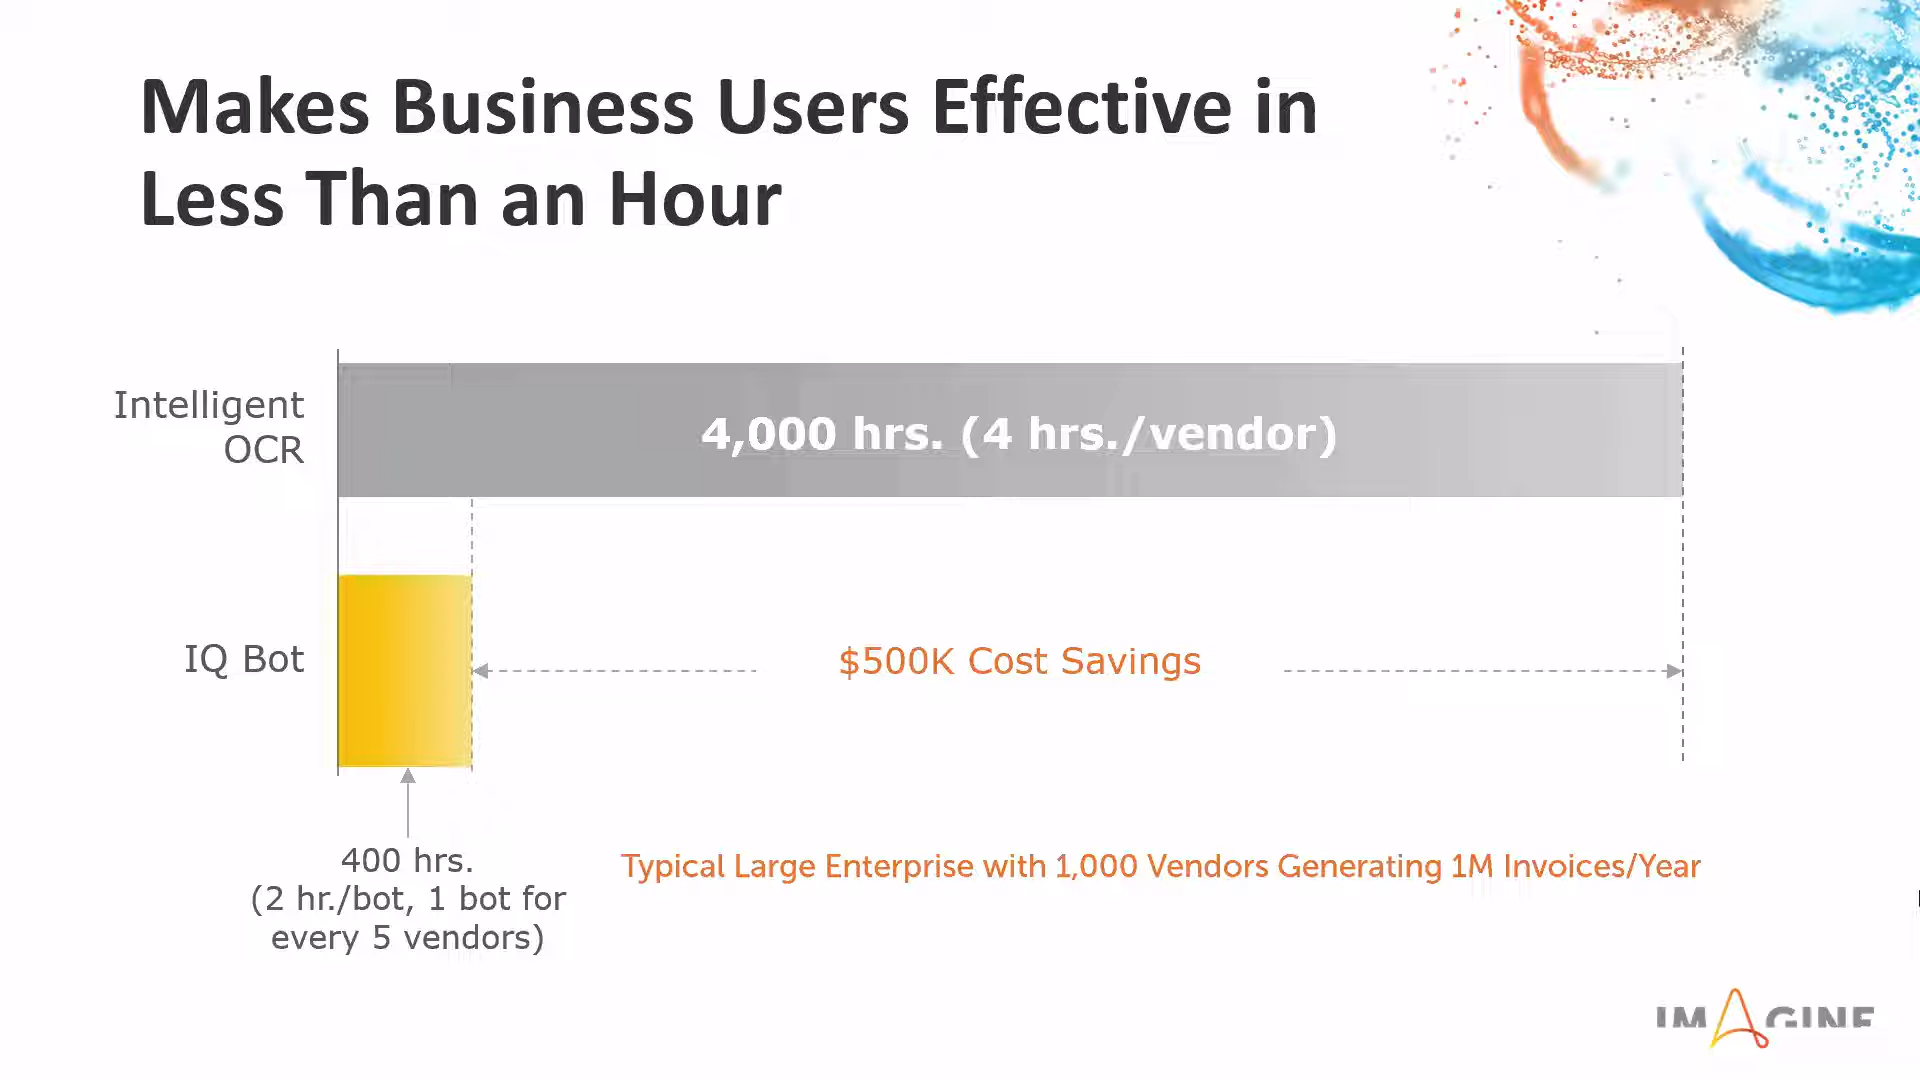 Makes Business Users Effective in
Less Than an Hour
Intelligent
OCR
4,000 hrs. (4 hrs./vendor)
IQ Bot
$500K Cost Savings
400 hrs.
(2 hr./bot, 1 bot for
every 5 vendors)
Typical Large Enterprise with 1,000 Vendors Generating 1M Invoices/Year
IMAGINE